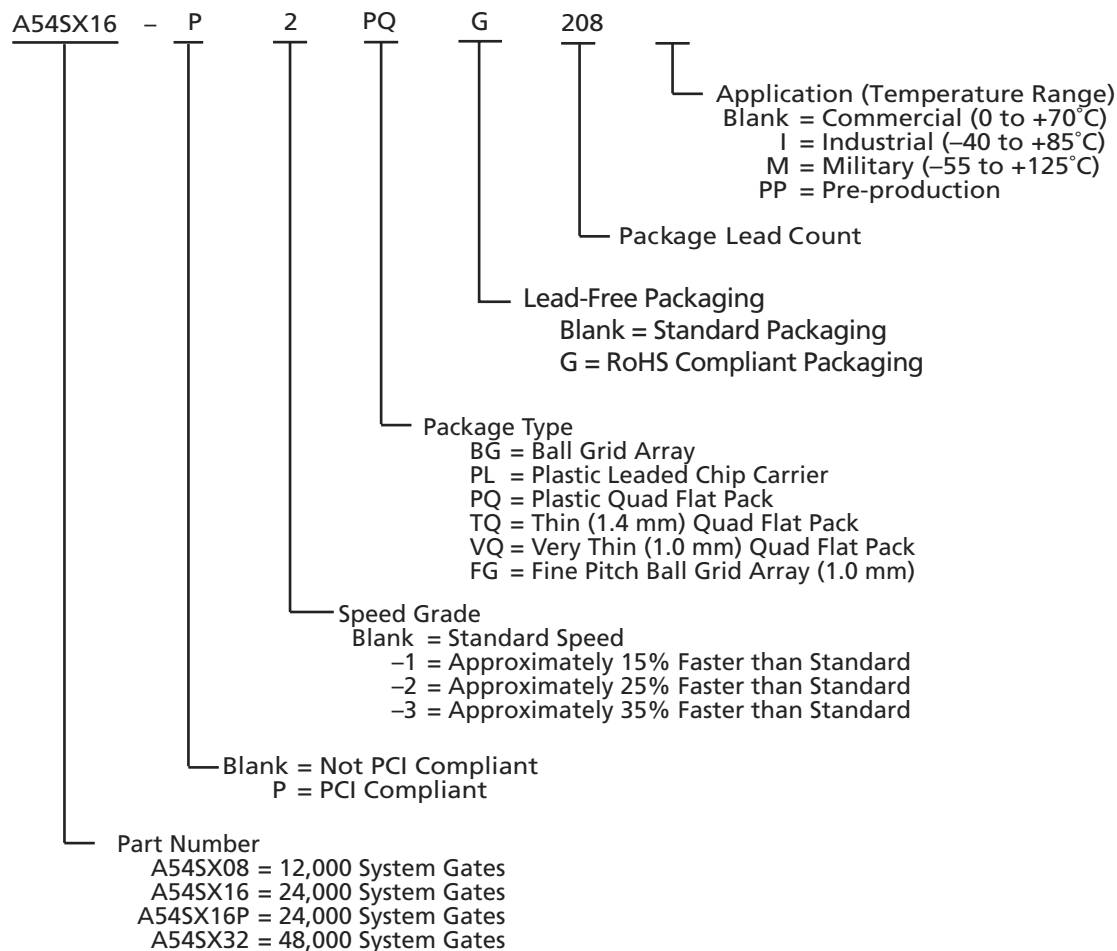 A54SX16 – P 2 PQ G 208
Application (Temperature Range)
Blank = Commercial (0 to +70˚C)
I = Industrial (–40 to +85˚C)
M = Military (–55 to +125˚C)
PP = Pre-production
Package Lead Count
Lead-Free Packaging
Blank = Standard Packaging
G = RoHS Compliant Packaging
Package Type
BG = Ball Grid Array
PL = Plastic Leaded Chip Carrier
PQ = Plastic Quad Flat Pack
TQ = Thin (1.4 mm) Quad Flat Pack
VQ = Very Thin (1.0 mm) Quad Flat Pack
FG = Fine Pitch Ball Grid Array (1.0 mm)
Speed Grade
Blank = Standard Speed
–1 = Approximately 15% Faster than Standard
–2 = Approximately 25% Faster than Standard
–3 = Approximately 35% Faster than Standard
Blank = Not PCI Compliant
P = PCI Compliant
Part Number
A54SX08 = 12,000 System Gates
A54SX16 = 24,000 System Gates
A54SX16P = 24,000 System Gates
A54SX32 = 48,000 System Gates